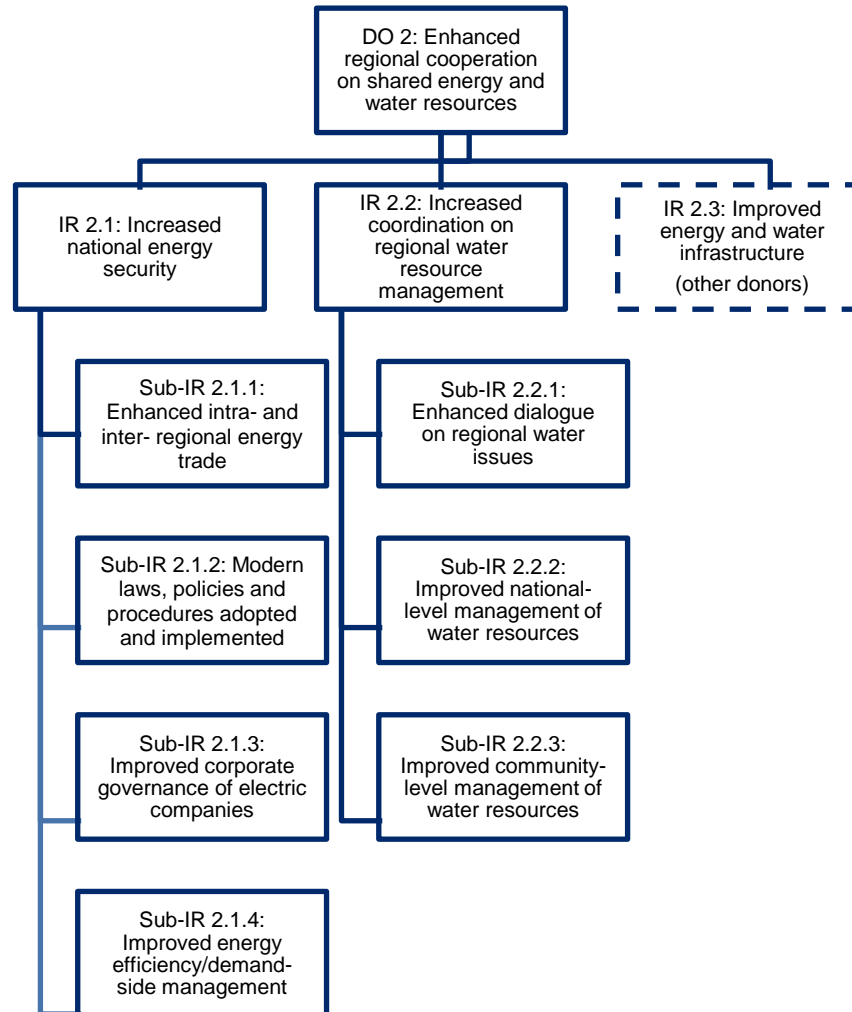 DO 2: Enhanced
regional cooperation
on shared energy and
water resources
IR 2.1: Increased
national energy
security
IR 2.2: Increased
coordination on
regional water
resource
management
IR 2.3: Improved
energy and water
infrastructure
(other donors)
Sub-IR 2.1.1:
Enhanced intra- and
inter- regional energy
trade
Sub-IR 2.2.1:
Enhanced dialogue
on regional water
issues
Sub-IR 2.1.2: Modern
laws, policies and
procedures adopted
and implemented
Sub-IR 2.2.2:
Improved national-
level management of
water resources
Sub-IR 2.1.3:
Improved corporate
governance of electric
companies
Sub-IR 2.2.3:
Improved community-
level management of
water resources
Sub-IR 2.1.4:
Improved energy
efficiency/demand-
side management